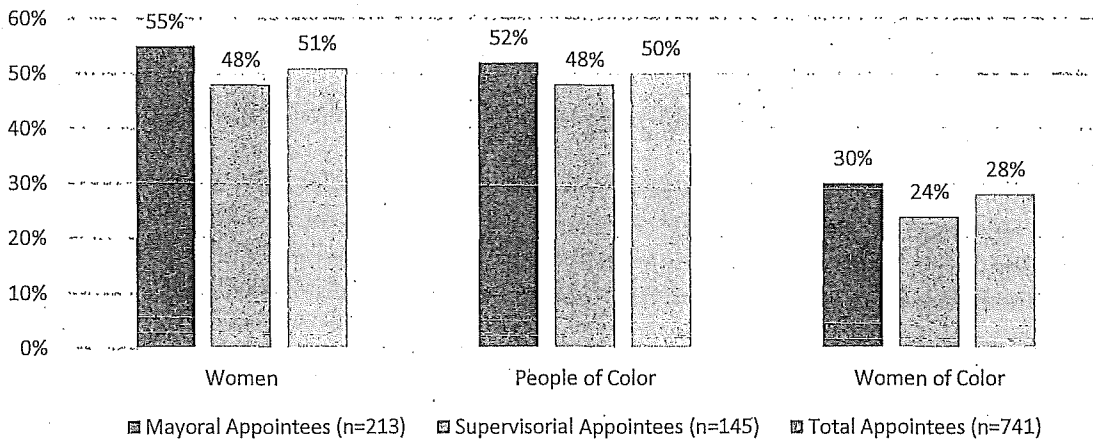 60%
55%
52%
51%
50%
48%
48%
50%
40%
30%
30%
28%
24%
20%
10%
0%
Women
People of Color
Women of Color
Mayoral Appointees (n=213)
Supervisorial Appointees (n=145)
Total Appointees (n=741)